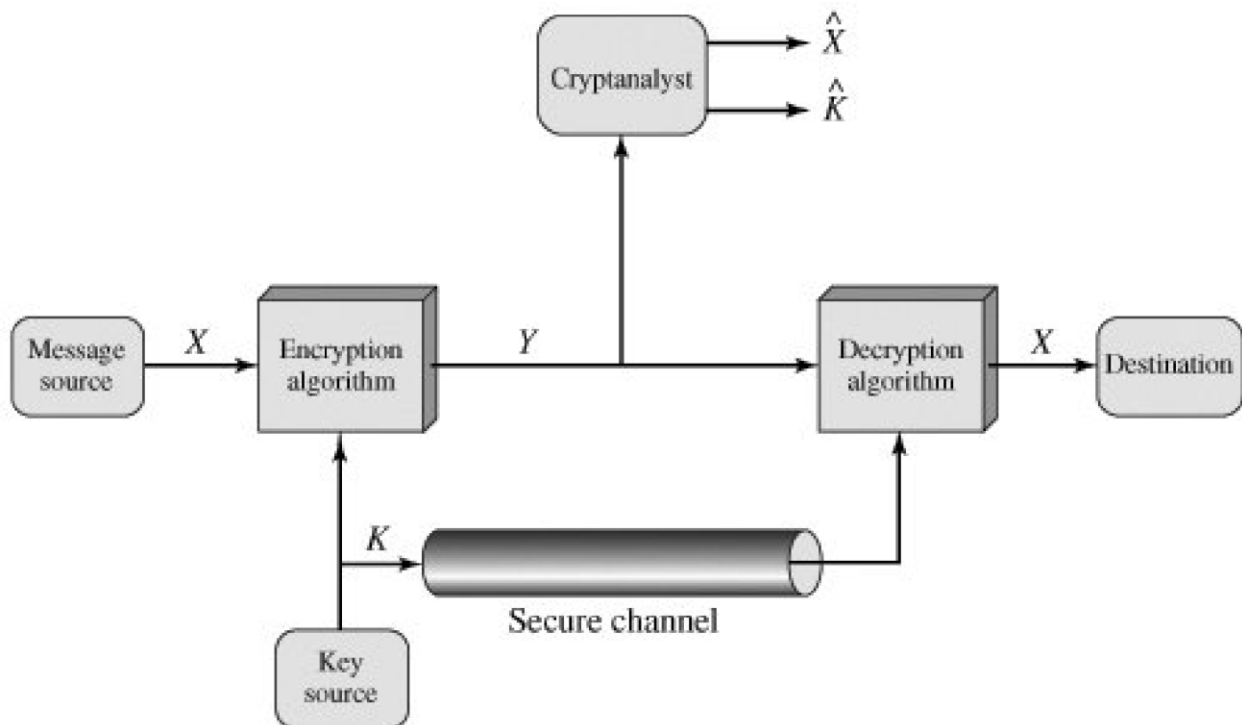 X̂
Cryptanalyst
K̂
X
Y
X
Message
source
Encryption
algorithm
Decryption
algorithm
Destination
K
Secure channel
Key
source